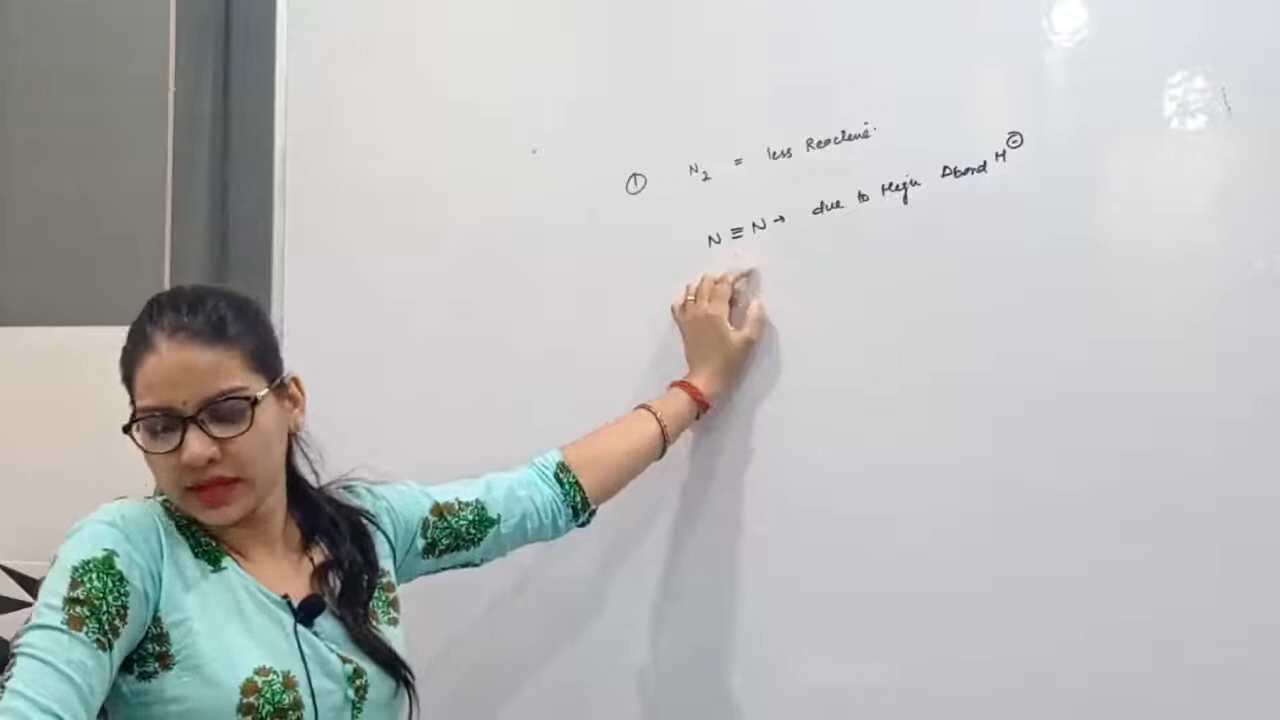 ① N₂ = less Reactive.
N ≡ N → due to High Δbond H⊖